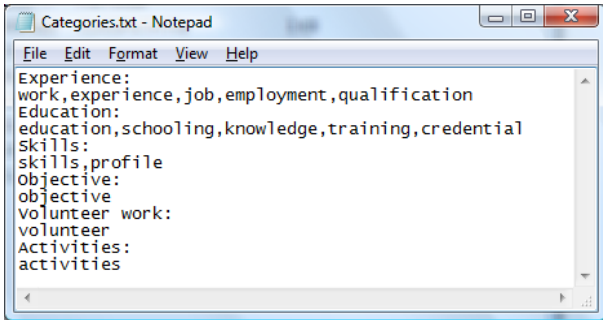 Categories.txt - Notepad
File Edit Format View Help
Experience:
work,experience,job,employment,qualification
Education:
education,schooling,knowledge,training,credential
Skills:
skills,profile
Objective:
objective
Volunteer work:
volunteer
Activities:
activities